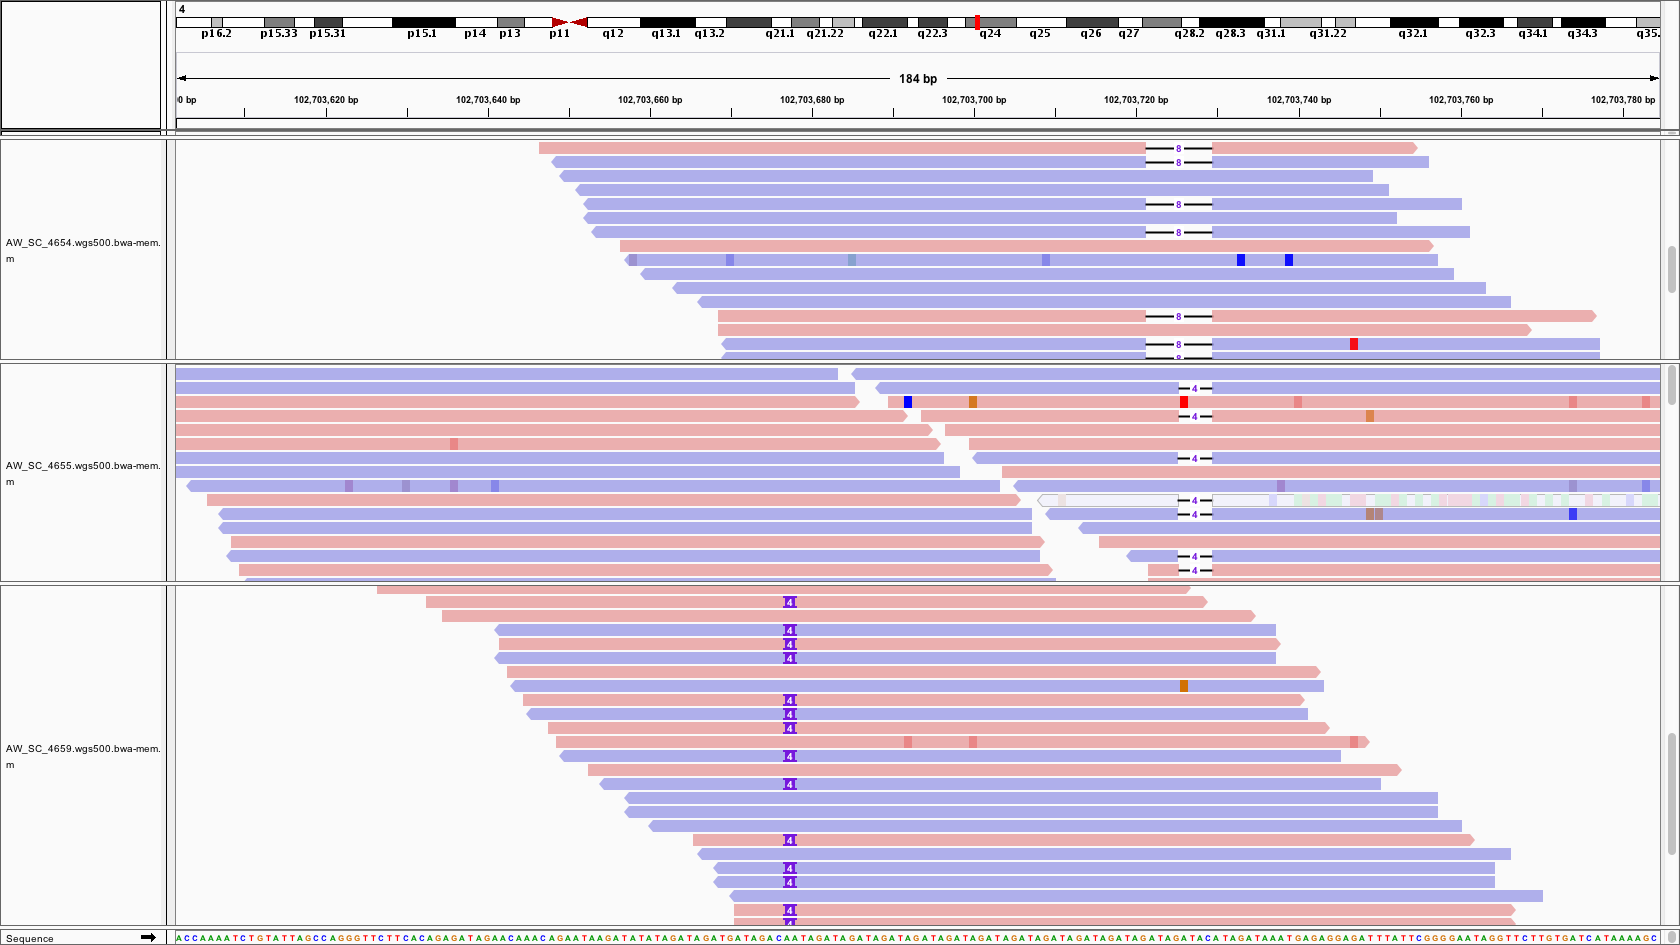 4
p16.2 p15.33 p15.31 p15.1 p14 p13 p11 q12 q13.1 q13.2 q21.1 q21.22 q22.1 q22.3 q24 q25 q26 q27 q28.2 q28.3 q31.1 q31.22 q32.1 q32.3 q34.1 q34.3 q35.
184 bp
0 bp 102,703,620 bp 102,703,640 bp 102,703,660 bp 102,703,680 bp 102,703,700 bp 102,703,720 bp 102,703,740 bp 102,703,760 bp 102,703,780 bp
8
8
8
8
AW_SC_4654.wgs500.bwa-mem.
m
8
8
8
4
4
4
AW_SC_4655.wgs500.bwa-mem.
m
4
4
4
4
4
4
4
4
4
4
4
AW_SC_4659.wgs500.bwa-mem.
m
4
4
4
4
4
4
4
Sequence ACCAAAATCTGTATTAGCCAGGGTTCTTCACAGAGATAGAACAAACAGAATAAGATATATAGATAGATGATAGACAATAGATAGATAGATAGATAGATAGATAGATAGATAGATAGATAGATAGATACATAGATAAATGAGAGGAGATTTATTCGGGGAATAGGTTCTTGTGATCATAAAAGC